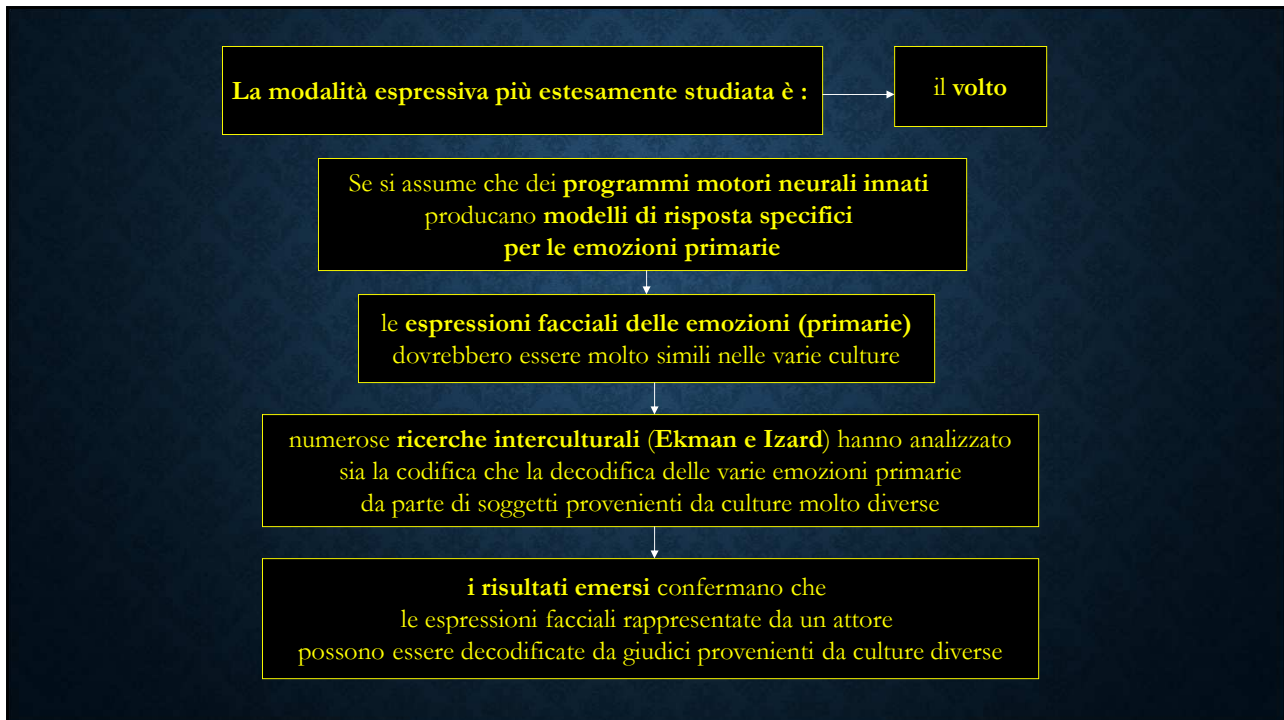 La modalità espressiva più estesamente studiata è :
il volto
Se si assume che dei programmi motori neurali innati
producano modelli di risposta specifici
per le emozioni primarie
le espressioni facciali delle emozioni (primarie)
dovrebbero essere molto simili nelle varie culture
numerose ricerche interculturali (Ekman e Izard) hanno analizzato
sia la codifica che la decodifica delle varie emozioni primarie
da parte di soggetti provenienti da culture molto diverse
i risultati emersi confermano che
le espressioni facciali rappresentate da un attore
possono essere decodificate da giudici provenienti da culture diverse